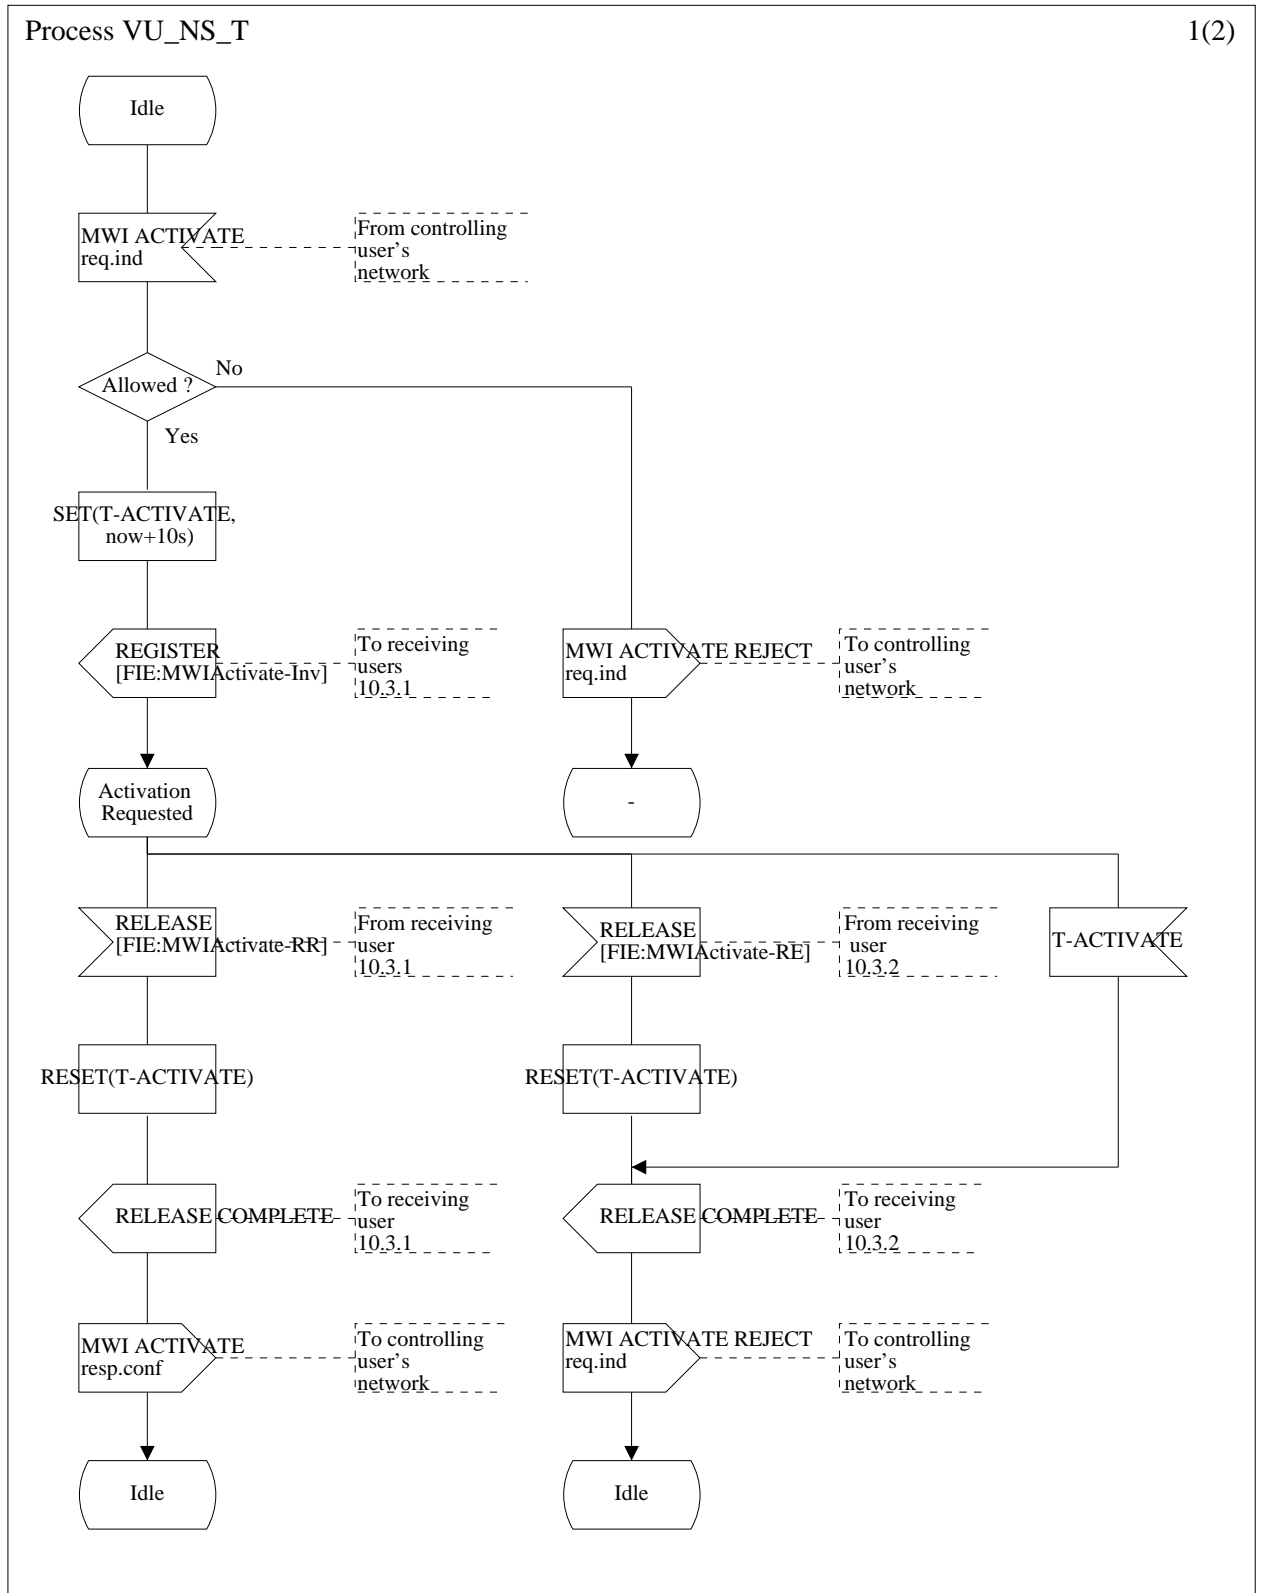 Process VU_NS_T
1(2)
Idle
MWI ACTIVATE
req.ind
From controlling
user's
network
Allowed ?
No
Yes
SET(T-ACTIVATE,
now+10s)
REGISTER
[FIE:MWIActivate-Inv]
To receiving
users
10.3.1
MWI ACTIVATE REJECT
req.ind
To controlling
user's
network
Activation
Requested
-
RELEASE
[FIE:MWIActivate-RR]
From receiving
user
10.3.1
RELEASE
[FIE:MWIActivate-RE]
From receiving
user
10.3.2
T-ACTIVATE
RESET(T-ACTIVATE)
RESET(T-ACTIVATE)
RELEASE COMPLETE
To receiving
user
10.3.1
RELEASE COMPLETE
To receiving
user
10.3.2
MWI ACTIVATE
resp.conf
To controlling
user's
network
MWI ACTIVATE REJECT
req.ind
To controlling
user's
network
Idle
Idle